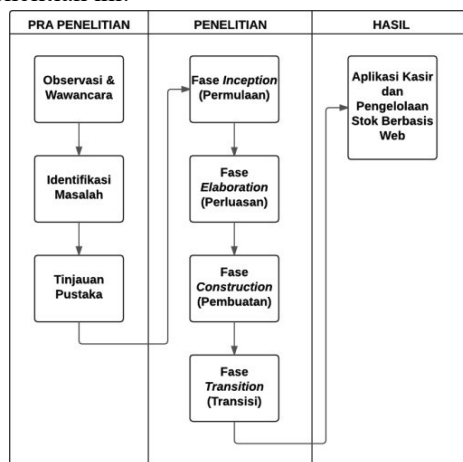 PRA PENELITIAN
PENELITIAN
HASIL
Observasi &
Wawancara
Identifikasi
Masalah
Tinjauan
Pustaka
Fase Inception
(Permulaan)
Fase
Elaboration
(Perluasan)
Fase
Construction
(Pembuatan)
Fase
Transition
(Transisi)
Aplikasi Kasir
dan
Pengelolaan
Stok Berbasis
Web